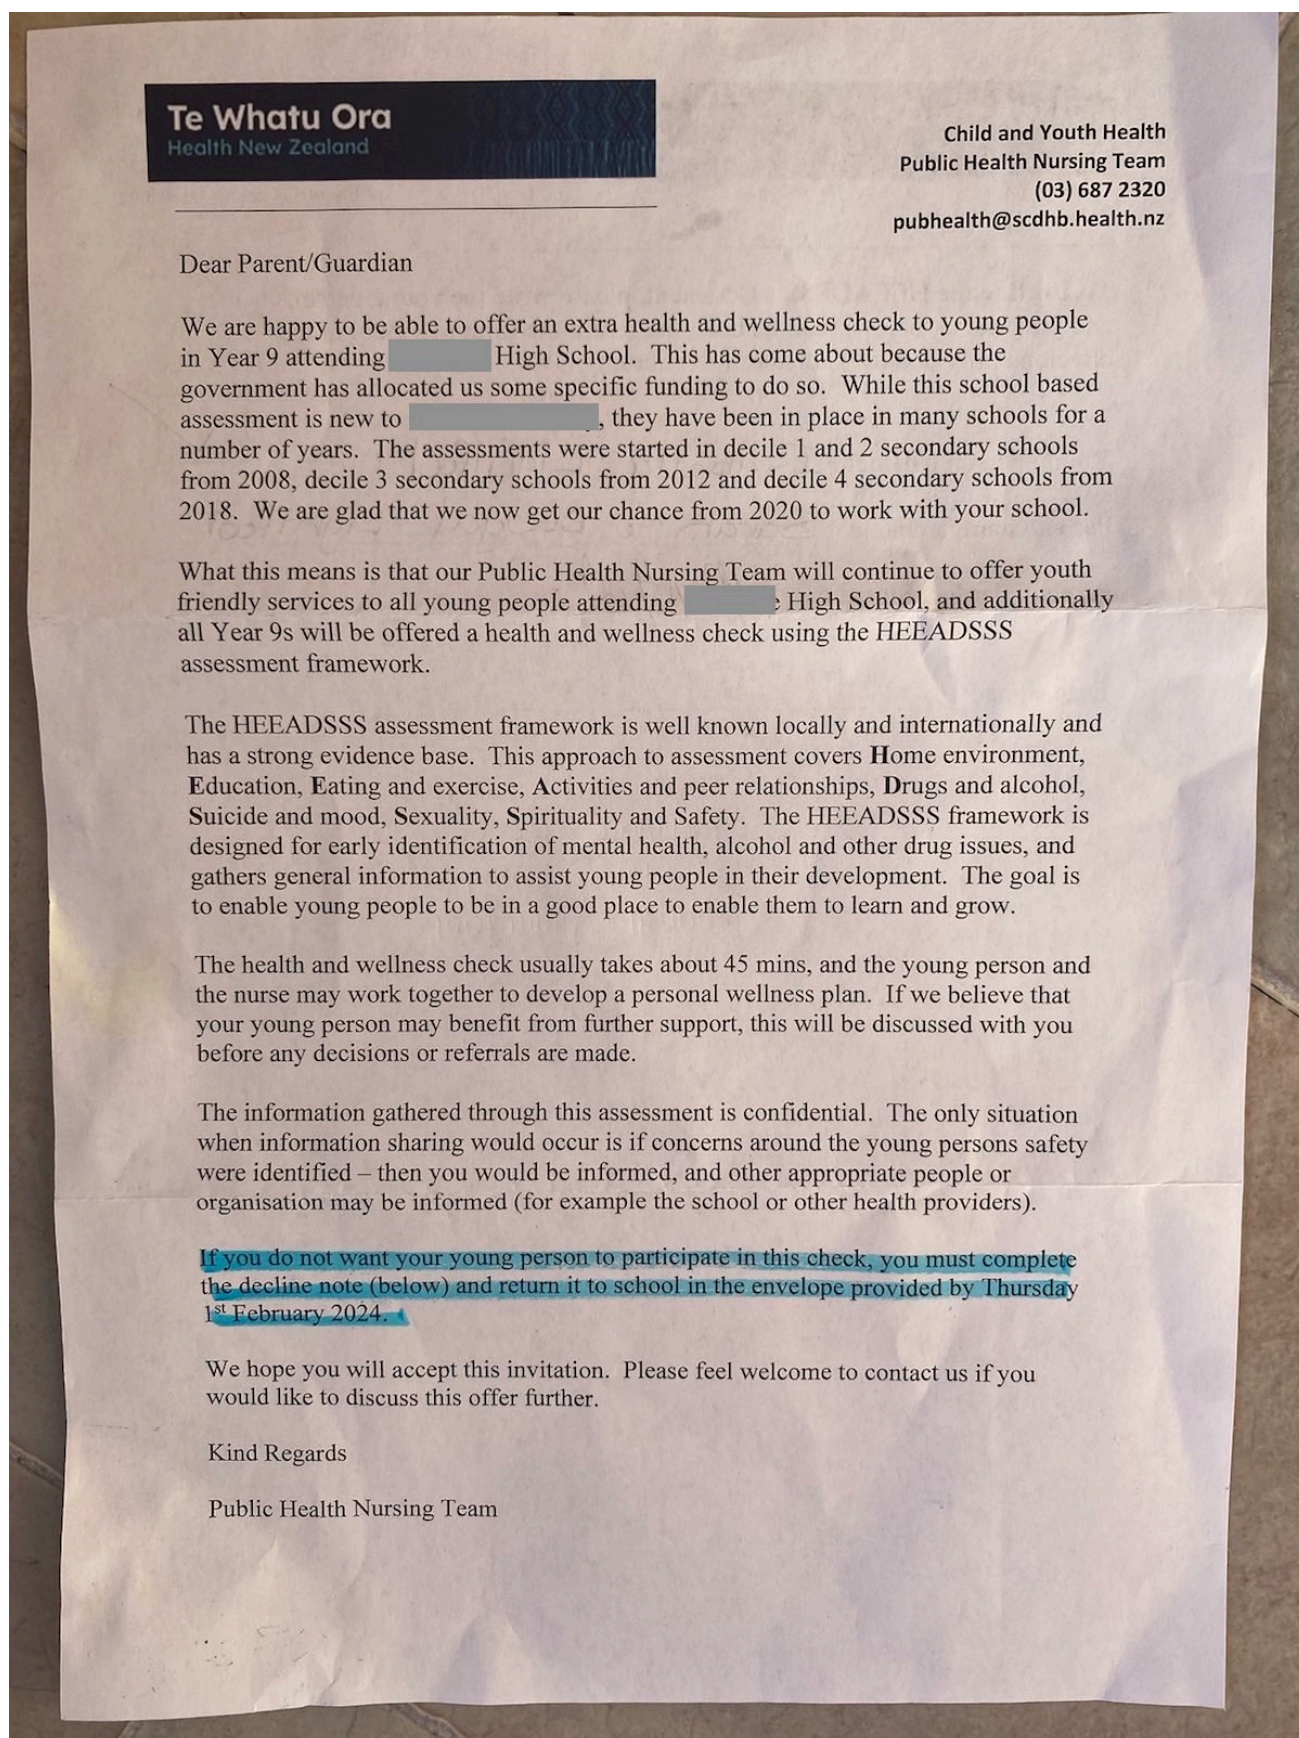 Te Whatu Ora
Health New Zealand
Child and Youth Health
Public Health Nursing Team
(03) 687 2320
pubhealth@scdhb.health.nz
Dear Parent/Guardian
We are happy to be able to offer an extra health and wellness check to young people
in Year 9 attending High School. This has come about because the
government has allocated us some specific funding to do so. While this school based
assessment is new to , they have been in place in many schools for a
number of years. The assessments were started in decile 1 and 2 secondary schools
from 2008, decile 3 secondary schools from 2012 and decile 4 secondary schools from
2018. We are glad that we now get our chance from 2020 to work with your school.
What this means is that our Public Health Nursing Team will continue to offer youth
friendly services to all young people attending High School, and additionally
all Year 9s will be offered a health and wellness check using the HEEADSSS
assessment framework.
The HEEADSSS assessment framework is well known locally and internationally and
has a strong evidence base. This approach to assessment covers Home environment,
Education, Eating and exercise, Activities and peer relationships, Drugs and alcohol,
Suicide and mood, Sexuality, Spirituality and Safety. The HEEADSSS framework is
designed for early identification of mental health, alcohol and other drug issues, and
gathers general information to assist young people in their development. The goal is
to enable young people to be in a good place to enable them to learn and grow.
The health and wellness check usually takes about 45 mins, and the young person and
the nurse may work together to develop a personal wellness plan. If we believe that
your young person may benefit from further support, this will be discussed with you
before any decisions or referrals are made.
The information gathered through this assessment is confidential. The only situation
when information sharing would occur is if concerns around the young persons safety
were identified – then you would be informed, and other appropriate people or
organisation may be informed (for example the school or other health providers).
If you do not want your young person to participate in this check, you must complete
the decline note (below) and return it to school in the envelope provided by Thursday
1st February 2024.
We hope you will accept this invitation. Please feel welcome to contact us if you
would like to discuss this offer further.
Kind Regards
Public Health Nursing Team